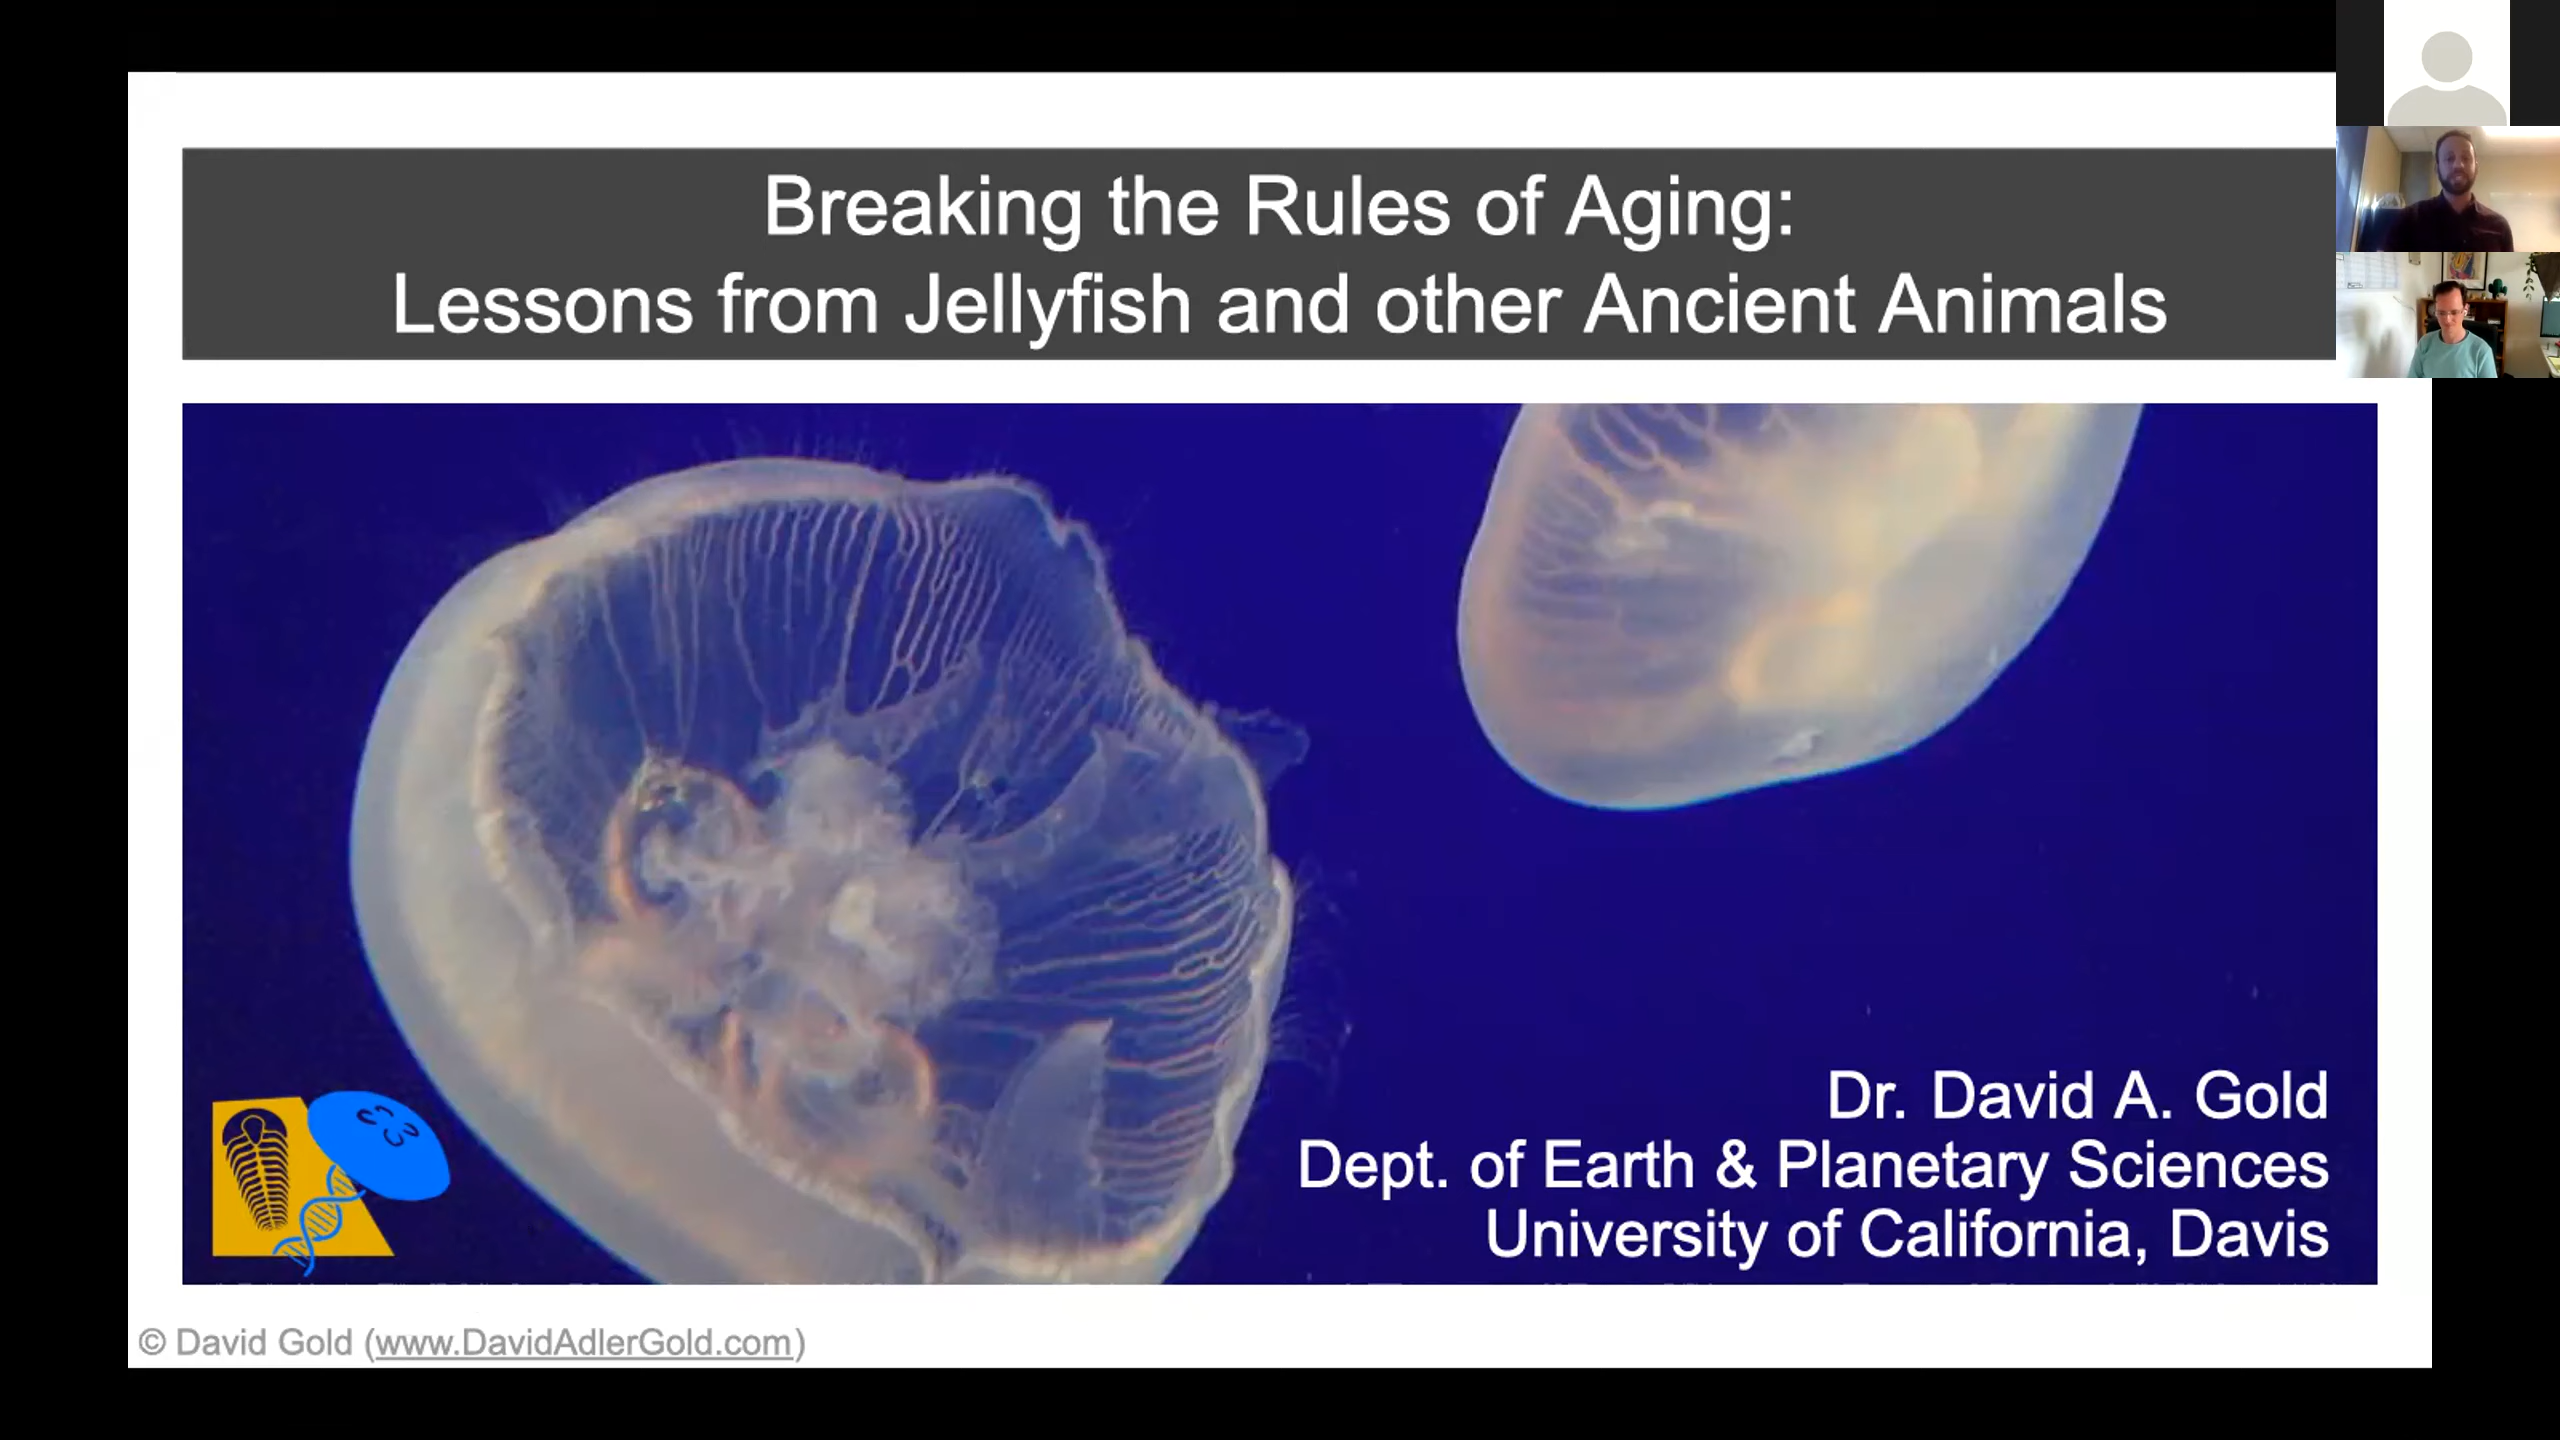 Breaking the Rules of Aging:
Lessons from Jellyfish and other Ancient Animals
Dr. David A. Gold
Dept. of Earth & Planetary Sciences
University of California, Davis
© David Gold (www.DavidAdlerGold.com)